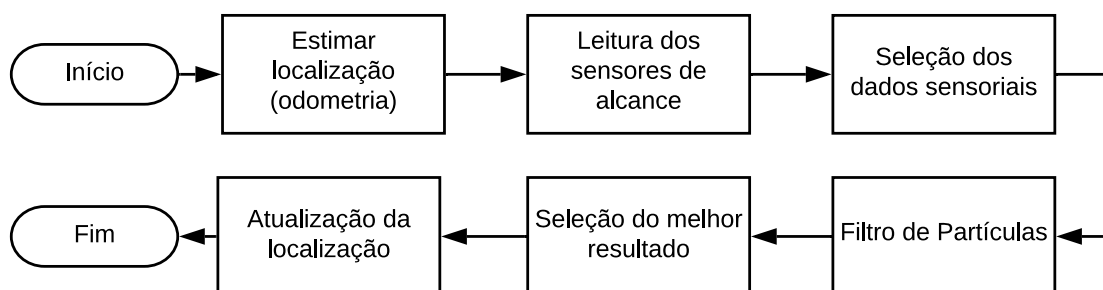 Início
Estimar
localização
(odometria)
Leitura dos
sensores de
alcance
Seleção dos
dados sensoriais
Filtro de Partículas
Seleção do melhor
resultado
Atualização da
localização
Fim